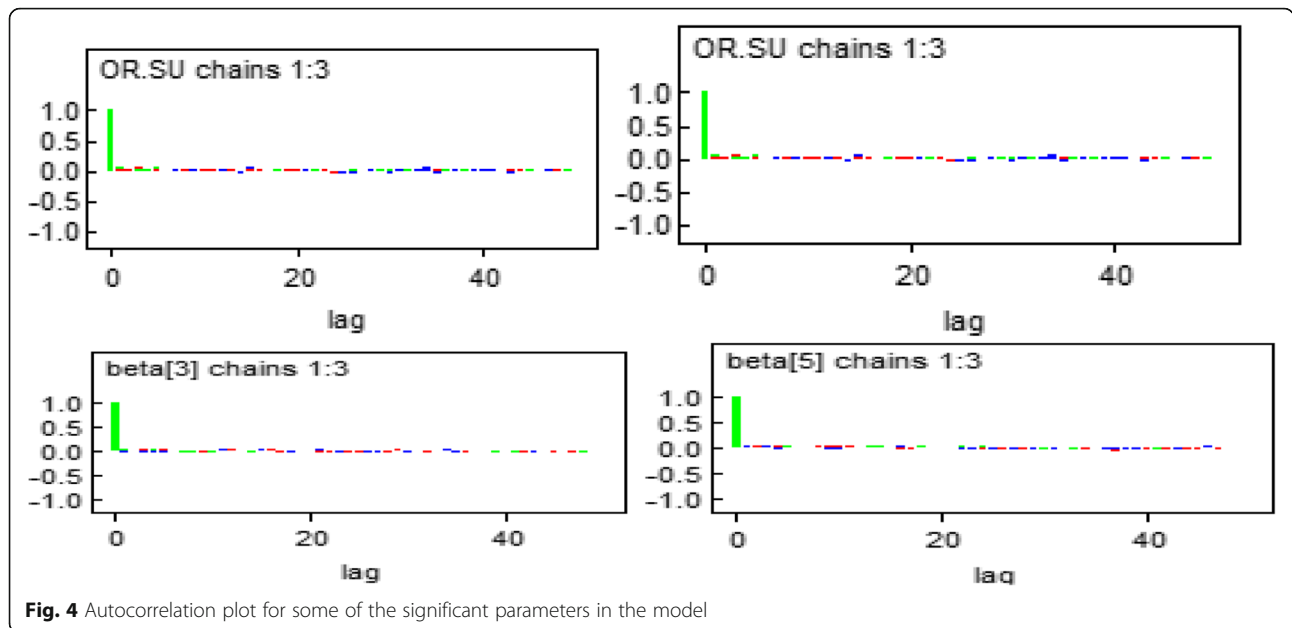 OR.SU chains 1:3
1.0
0.5
0.0
-0.5
-1.0
0 20 40
lag
OR.SU chains 1:3
1.0
0.5
0.0
-0.5
-1.0
0 20 40
lag
beta[3] chains 1:3
1.0
0.5
0.0
-0.5
-1.0
0 20 40
lag
beta[5] chains 1:3
1.0
0.5
0.0
-0.5
-1.0
0 20 40
lag
Fig. 4 Autocorrelation plot for some of the significant parameters in the model